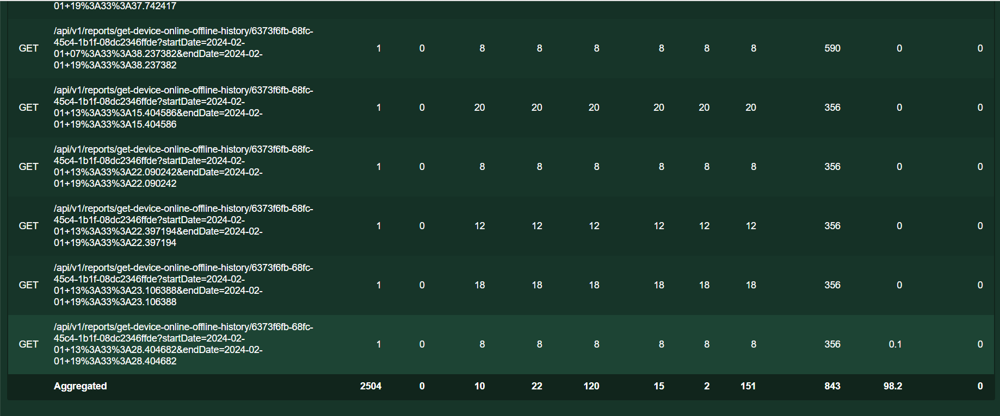 01+19%3A33%3A37.742417
/api/v1/reports/get-device-online-offline-history/6373f6fb-68fc-
45c4-1b1f-08dc2346ffde?startDate=2024-02-
GET 1 0 8 8 8 8 8 8 590 0 0
01+07%3A33%3A38.237382&endDate=2024-02-
01+19%3A33%3A38.237382
/api/v1/reports/get-device-online-offline-history/6373f6fb-68fc-
45c4-1b1f-08dc2346ffde?startDate=2024-02-
GET 1 0 20 20 20 20 20 20 356 0 0
01+13%3A33%3A15.404586&endDate=2024-02-
01+19%3A33%3A15.404586
/api/v1/reports/get-device-online-offline-history/6373f6fb-68fc-
45c4-1b1f-08dc2346ffde?startDate=2024-02-
GET 1 0 8 8 8 8 8 8 356 0 0
01+13%3A33%3A22.090242&endDate=2024-02-
01+19%3A33%3A22.090242
/api/v1/reports/get-device-online-offline-history/6373f6fb-68fc-
45c4-1b1f-08dc2346ffde?startDate=2024-02-
GET 1 0 12 12 12 12 12 12 356 0 0
01+13%3A33%3A22.397194&endDate=2024-02-
01+19%3A33%3A22.397194
/api/v1/reports/get-device-online-offline-history/6373f6fb-68fc-
45c4-1b1f-08dc2346ffde?startDate=2024-02-
GET 1 0 18 18 18 18 18 18 356 0 0
01+13%3A33%3A23.106388&endDate=2024-02-
01+19%3A33%3A23.106388
/api/v1/reports/get-device-online-offline-history/6373f6fb-68fc-
45c4-1b1f-08dc2346ffde?startDate=2024-02-
GET 1 0 8 8 8 8 8 8 356 0.1 0
01+13%3A33%3A28.404682&endDate=2024-02-
01+19%3A33%3A28.404682
Aggregated 2504 0 10 22 120 15 2 151 843 98.2 0